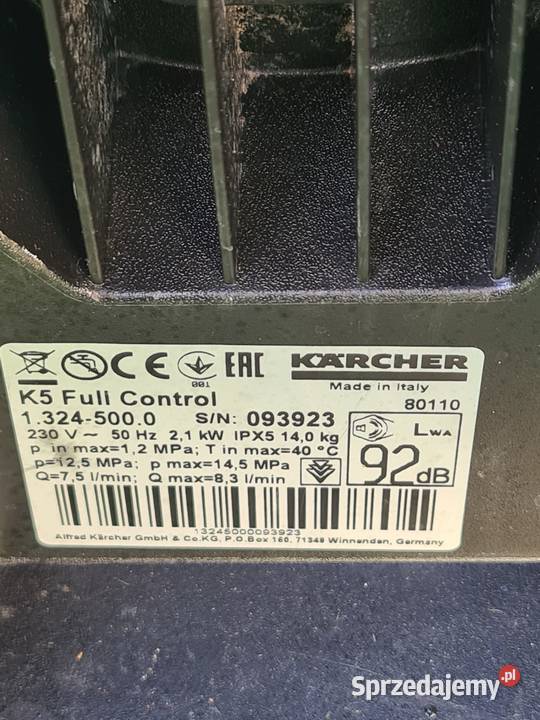 CE 001 EAC KÄRCHER
Made in Italy
K5 Full Control
80110
1.324-500.0 S/N: 093923
230 V ~ 50 Hz 2,1 kW IPX5 14,0 kg
p in max=1,2 MPa; T in max=40 °C
p=12,5 MPa; p max=14,5 MPa
Q=7,5 l/min; Q max=8,3 l/min
LWA
92dB
13245000093923
Alfred Kärcher GmbH & Co.KG, P.O.Box 160, 71349 Winnenden, Germany
Sprzedajemy.pl